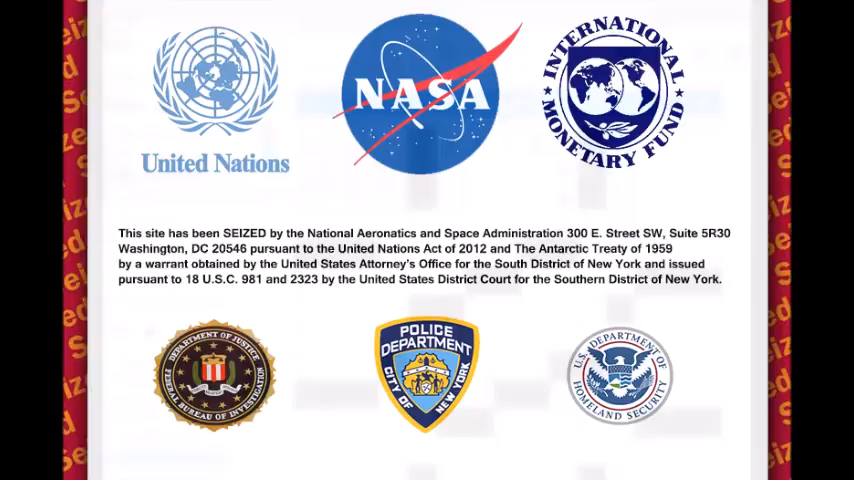 NASA
INTERNATIONAL
MONETARY FUND
United Nations
This site has been SEIZED by the National Aeronatics and Space Administration 300 E. Street SW, Suite 5R30
Washington, DC 20546 pursuant to the United Nations Act of 2012 and The Antarctic Treaty of 1959
by a warrant obtained by the United States Attorney's Office for the South District of New York and issued
pursuant to 18 U.S.C. 981 and 2323 by the United States District Court for the Southern District of New York.
DEPARTMENT OF JUSTICE
FEDERAL BUREAU OF INVESTIGATION
POLICE
DEPARTMENT
CITY OF NEW YORK
U.S. DEPARTMENT OF
HOMELAND SECURITY